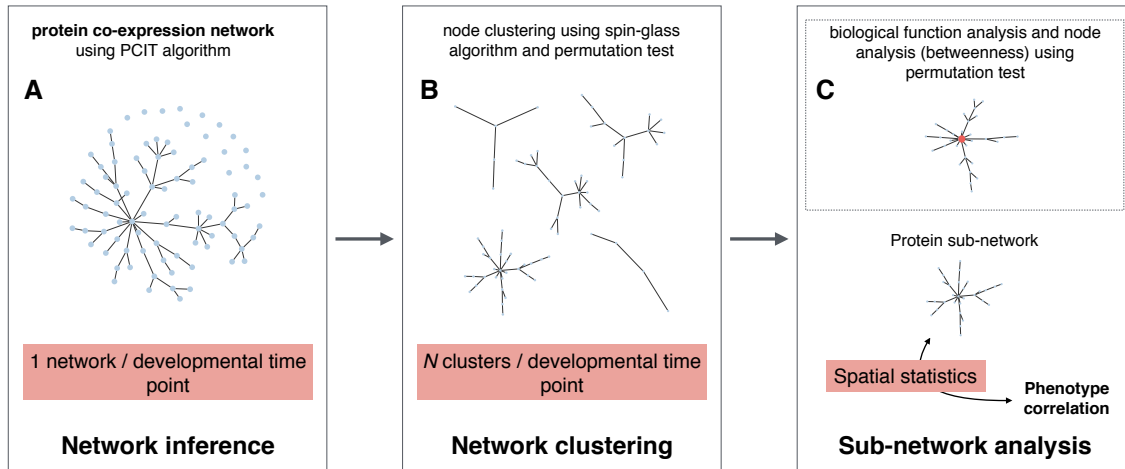 protein co-expression network
using PCIT algorithm
A
1 network / developmental time
point
Network inference
node clustering using spin-glass
algorithm and permutation test
B
N clusters / developmental time
point
Network clustering
biological function analysis and node
analysis (betweenness) using
permutation test
C
Protein sub-network
Spatial statistics
Phenotype
correlation
Sub-network analysis